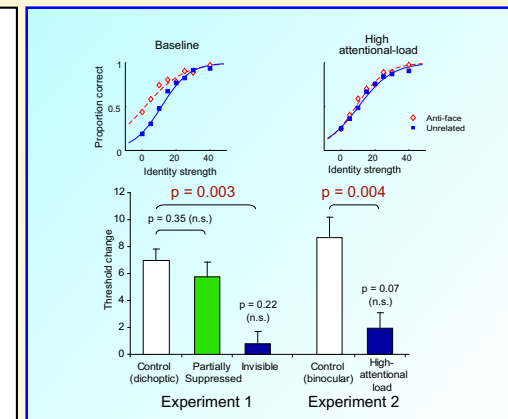 Baseline
High
attentional-load
Proportion correct
1
0.5
0
0
20
40
Identity strength
0
20
40
Identity strength
Anti-face
Unrelated
Threshold change
12
10
8
6
4
2
0
p = 0.003
p = 0.004
p = 0.35 (n.s.)
p = 0.22
(n.s.)
p = 0.07
(n.s.)
Control
(dichoptic)
Partially
Suppressed
Invisible
Control
(binocular)
High-
attentional
load
Experiment 1
Experiment 2